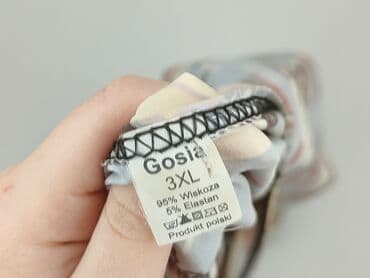 Gosia
3XL
95% Wiskoza
5% Elastan
Produkt polski